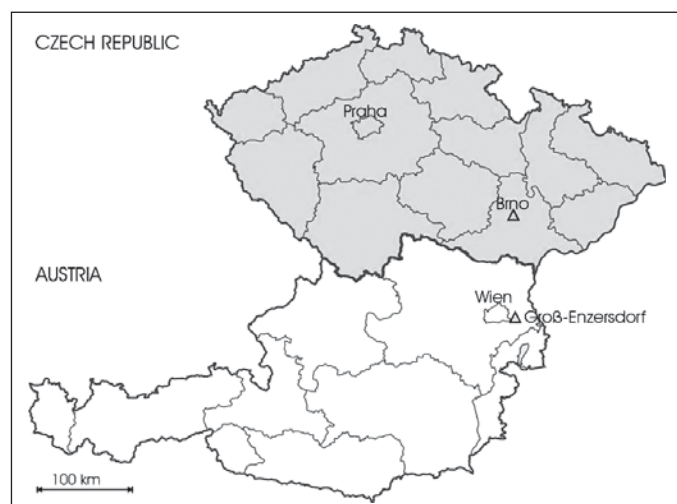 CZECH REPUBLIC
Praha
Brno
AUSTRIA
Wien
Groß-Enzersdorf
100 km